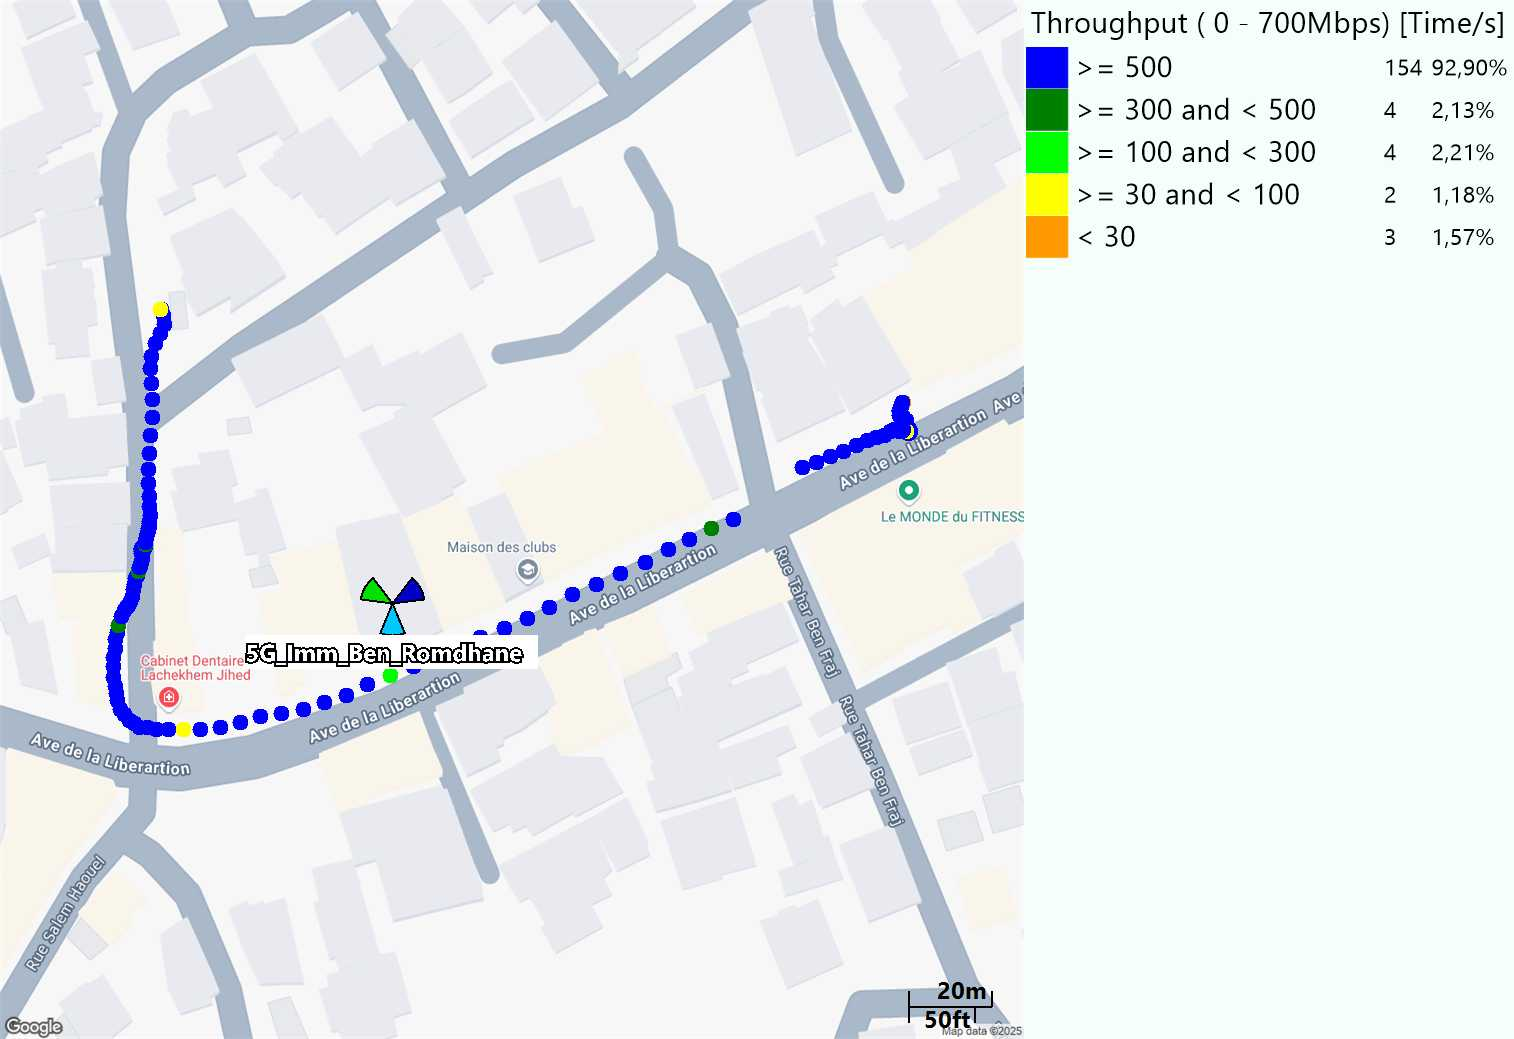 Throughput ( 0 - 700Mbps) [Time/s]
>= 500 154 92,90%
>= 300 and < 500 4 2,13%
>= 100 and < 300 4 2,21%
>= 30 and < 100 2 1,18%
< 30 3 1,57%
Ave
Ave de la Liberartion
Le MONDE du FITNESS
Maison des clubs
Ave de la Liberartion
Rue Tahar Ben Fraj
5G_Imm_Ben_Romdhane
Cabinet Dentaire
Lachekhem Jihed
Ave de la Liberartion
Rue Tahar Ben Fraj
Ave de la Liberartion
Rue Salem Haouel
20m
50ft
Google
Map data ©2025